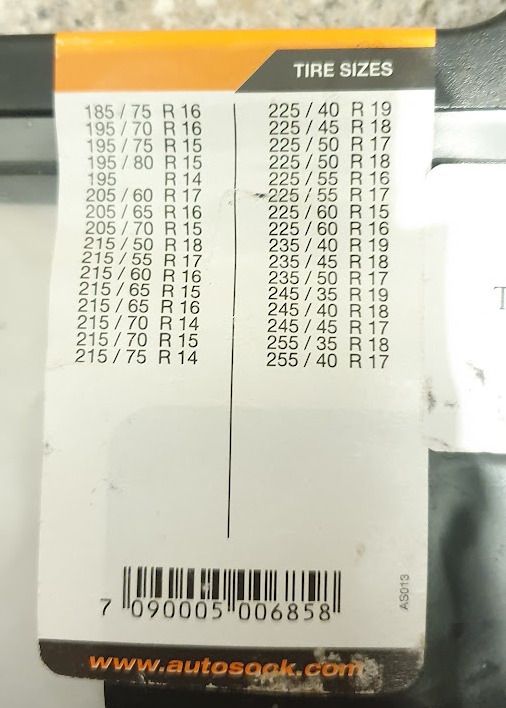 TIRE SIZES
185 / 75 R 16
195 / 70 R 16
195 / 75 R 15
195 / 80 R 15
195 R 14
205 / 60 R 17
205 / 65 R 16
205 / 70 R 15
215 / 50 R 18
215 / 55 R 17
215 / 60 R 16
215 / 65 R 15
215 / 65 R 16
215 / 70 R 14
215 / 70 R 15
215 / 75 R 14
225 / 40 R 19
225 / 45 R 18
225 / 50 R 17
225 / 50 R 18
225 / 55 R 16
225 / 55 R 17
225 / 60 R 15
225 / 60 R 16
235 / 40 R 19
235 / 45 R 18
235 / 50 R 17
245 / 35 R 19
245 / 40 R 18
245 / 45 R 17
255 / 35 R 18
255 / 40 R 17
T
7 090005 006858
AS013
www.autosock.com